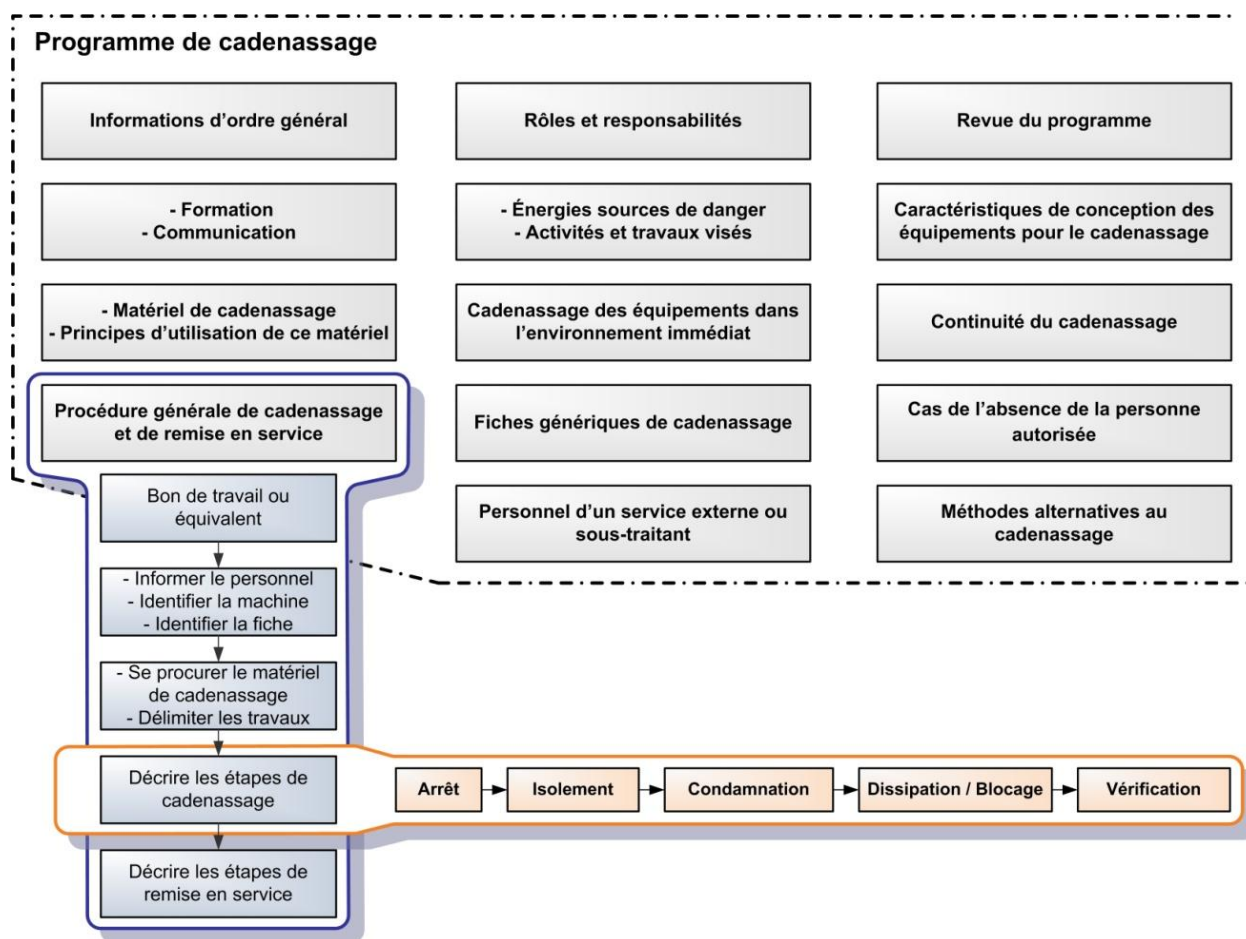 Programme de cadenassage
Informations d'ordre général
Rôles et responsabilités
Revue du programme
- Formation
- Communication
- Énergies sources de danger
- Activités et travaux visés
Caractéristiques de conception des
équipements pour le cadenassage
- Matériel de cadenassage
- Principes d'utilisation de ce matériel
Cadenassage des équipements dans
l'environnement immédiat
Continuité du cadenassage
Procédure générale de cadenassage
et de remise en service
Fiches génériques de cadenassage
Cas de l'absence de la personne
autorisée
Bon de travail ou
équivalent
Personnel d'un service externe ou
sous-traitant
Méthodes alternatives au
cadenassage
- Informer le personnel
- Identifier la machine
- Identifier la fiche
- Se procurer le matériel
de cadenassage
- Délimiter les travaux
Décrire les étapes de
cadenassage
Arrêt
Isolement
Condamnation
Dissipation / Blocage
Vérification
Décrire les étapes de
remise en service